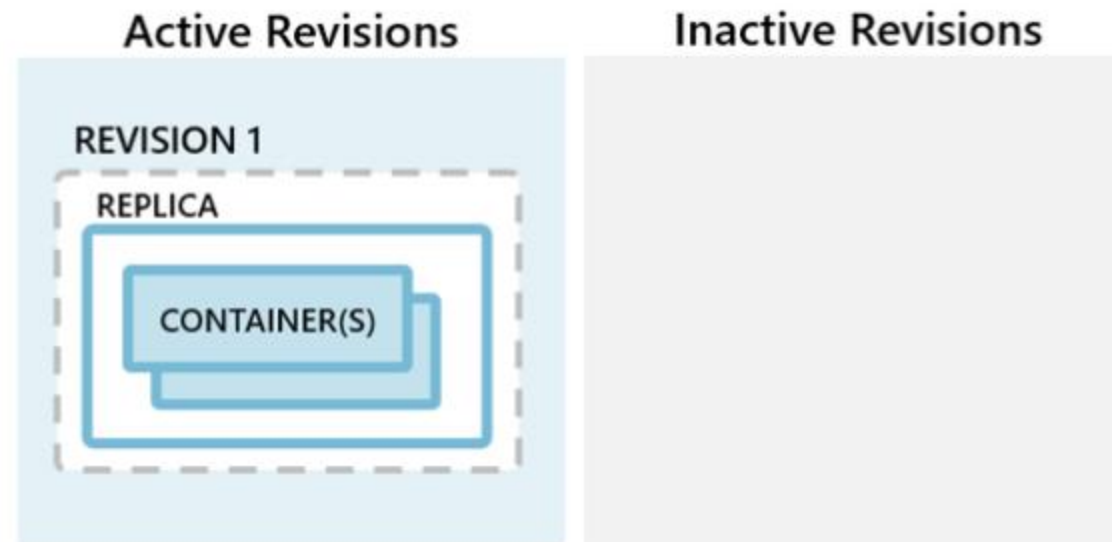 Active Revisions
Inactive Revisions
REVISION 1
REPLICA
CONTAINER(S)